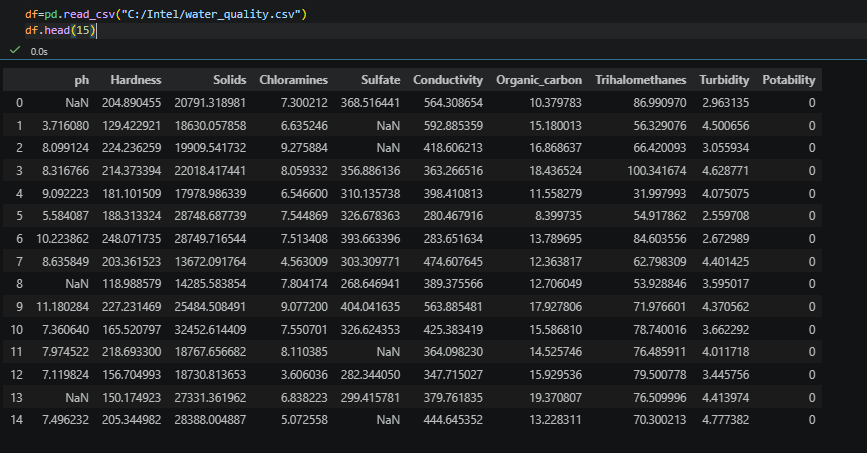 df=pd.read_csv("C:/Intel/water_quality.csv")
df.head(15)
0.0s
ph Hardness Solids Chloramines Sulfate Conductivity Organic_carbon Trihalomethanes Turbidity Potability
0 NaN 204.890455 20791.318981 7.300212 368.516441 564.308654 10.379783 86.990970 2.963135 0
1 3.716080 129.422921 18630.057858 6.635246 NaN 592.885359 15.180013 56.329076 4.500656 0
2 8.099124 224.236259 19909.541732 9.275884 NaN 418.606213 16.868637 66.420093 3.055934 0
3 8.316766 214.373394 22018.417441 8.059332 356.886136 363.266516 18.436524 100.341674 4.628771 0
4 9.092223 181.101509 17978.986339 6.546600 310.135738 398.410813 11.558279 31.997993 4.075075 0
5 5.584087 188.313324 28748.687739 7.544869 326.678363 280.467916 8.399735 54.917862 2.559708 0
6 10.223862 248.071735 28749.716544 7.513408 393.663396 283.651634 13.789695 84.603556 2.672989 0
7 8.635849 203.361523 13672.091764 4.563009 303.309771 474.607645 12.363817 62.798309 4.401425 0
8 NaN 118.988579 14285.583854 7.804174 268.646941 389.375566 12.706049 53.928846 3.595017 0
9 11.180284 227.231469 25484.508491 9.077200 404.041635 563.885481 17.927806 71.976601 4.370562 0
10 7.360640 165.520797 32452.614409 7.550701 326.624353 425.383419 15.586810 78.740016 3.662292 0
11 7.974522 218.693300 18767.656682 8.110385 NaN 364.098230 14.525746 76.485911 4.011718 0
12 7.119824 156.704993 18730.813653 3.606036 282.344050 347.715027 15.929536 79.500778 3.445756 0
13 NaN 150.174923 27331.361962 6.838223 299.415781 379.761835 19.370807 76.509996 4.413974 0
14 7.496232 205.344982 28388.004887 5.072558 NaN 444.645352 13.228311 70.300213 4.777382 0